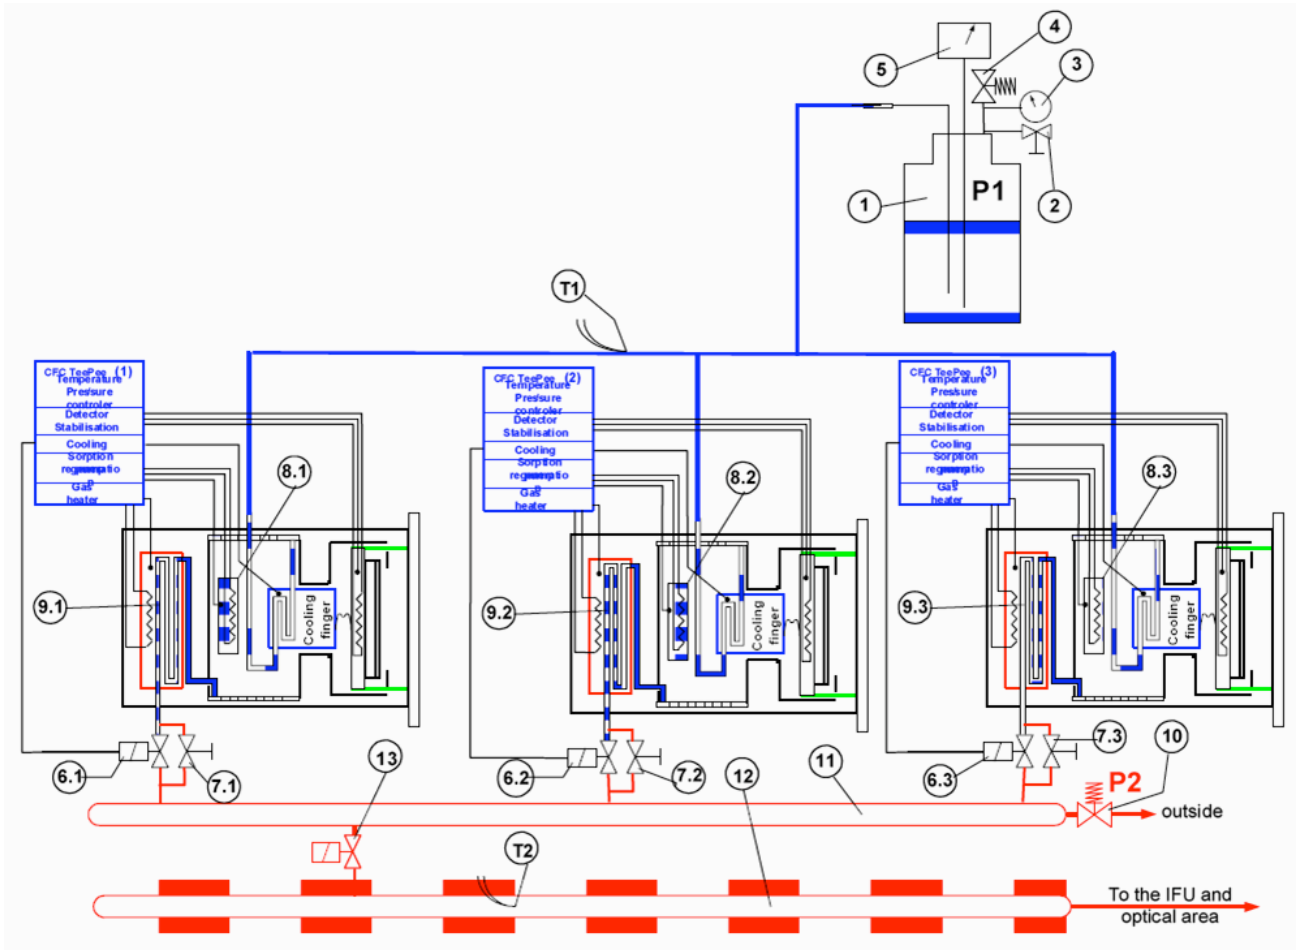 4
5
3
P1
1
2
T1
CFC TeePee (1)
Temperature
Pressure
controler
Detector
Stabilisation
Cooling
Sorption
Gas
heater
CFC TeePee (2)
Temperature
Pressure
controler
Detector
Stabilisation
Cooling
Sorption
Gas
heater
CFC TeePee (3)
Temperature
Pressure
controler
Detector
Stabilisation
Cooling
Sorption
Gas
heater
8.1
8.2
8.3
9.1
Cooling
finger
9.2
Cooling
finger
9.3
Cooling
finger
6.1
7.1
13
6.2
7.2
12
11
6.3
7.3
10
P2
outside
T2
To the IFU and
optical area